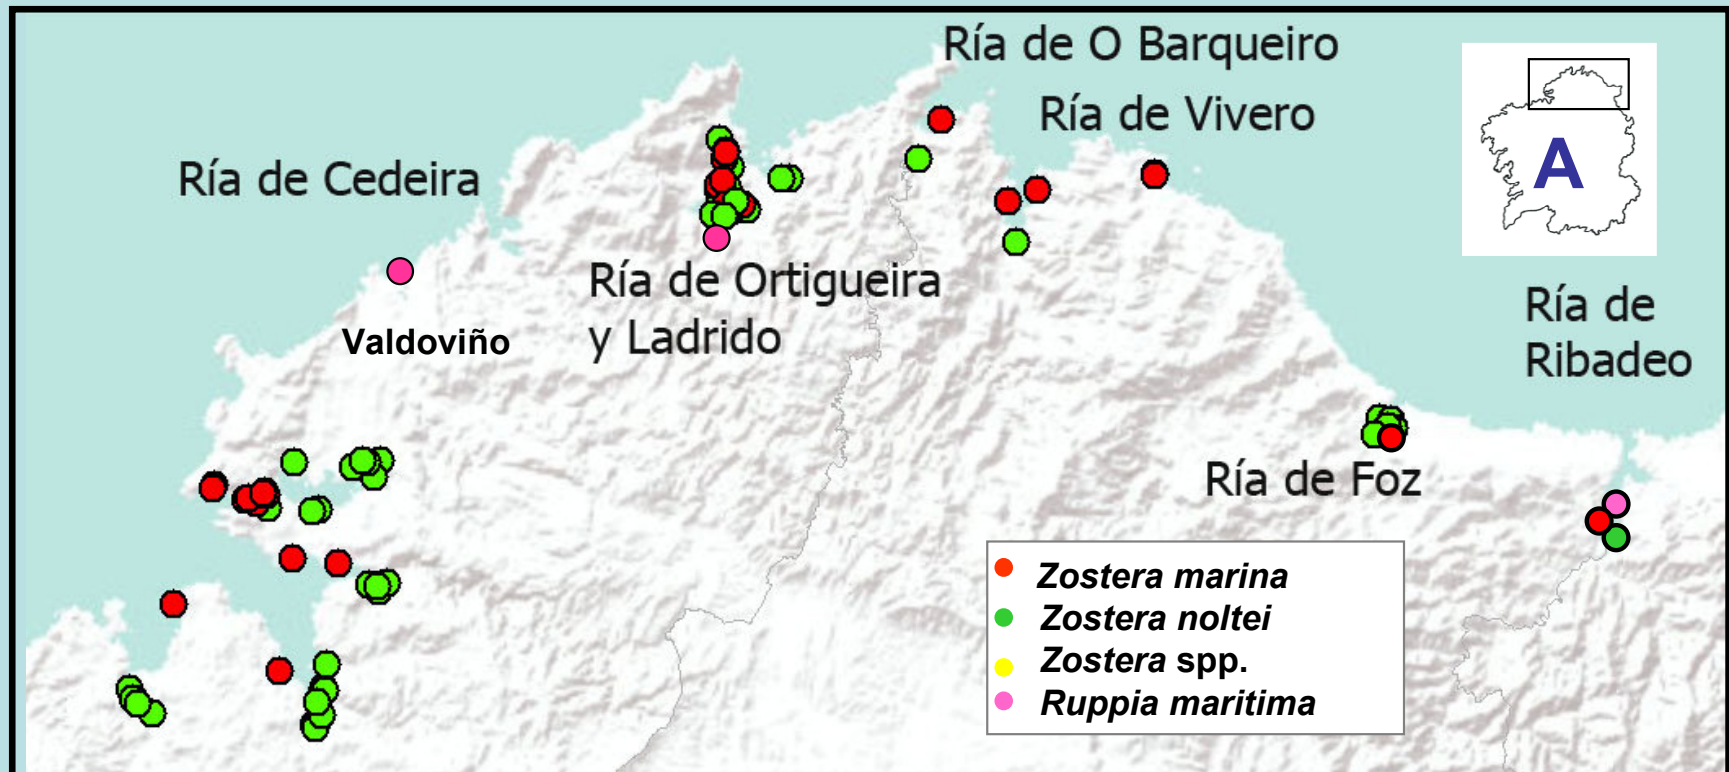 Ría de O Barqueiro
Ría de Vivero
Ría de Cedeira
A
Ría de Ortigueira
y Ladrido
Valdoviño
Ría de
Ribadeo
Ría de Foz
Zostera marina
Zostera noltei
Zostera spp.
Ruppia maritima